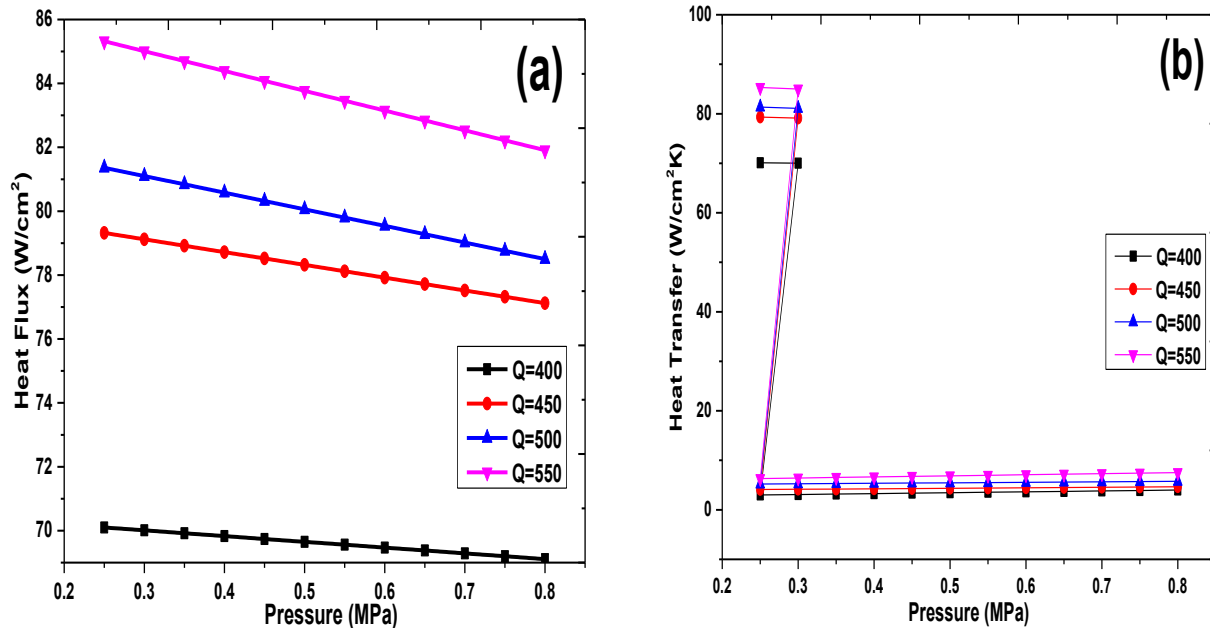 (a)
Heat Flux (W/cm²)
86
84
82
80
78
76
74
72
70
Q=400
Q=450
Q=500
Q=550
0.2
0.3
0.4
0.5
0.6
0.7
0.8
Pressure (MPa)
(b)
Heat Transfer (W/cm²K)
100
80
60
40
20
0
Q=400
Q=450
Q=500
Q=550
0.2
0.3
0.4
0.5
0.6
0.7
0.8
Pressure (MPa)